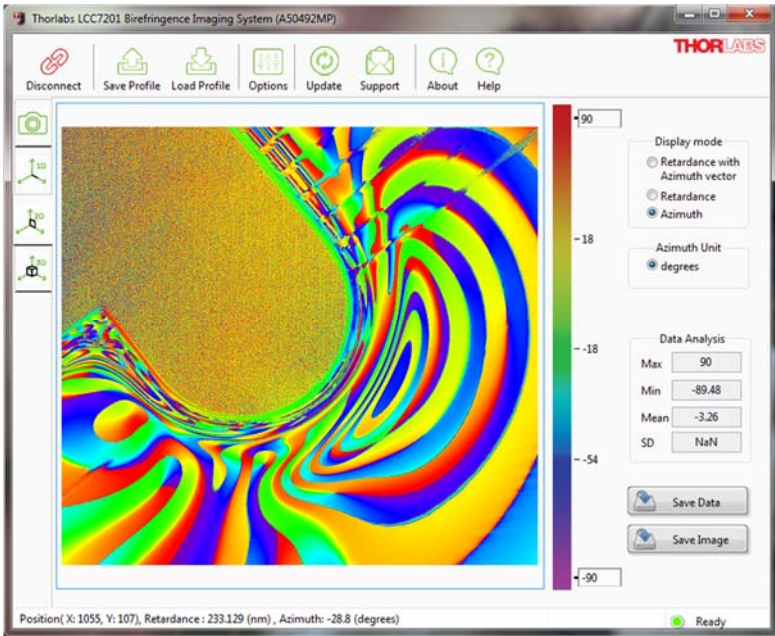 Thorlabs LCC7201 Birefringence Imaging System (A50492MP)
Disconnect Save Profile Load Profile Options Update Support About Help
THORLABS
1D
2D
3D
90
18
-18
-54
-90
Display mode
Retardance with
Azimuth vector
Retardance
Azimuth
Azimuth Unit
degrees
Data Analysis
Max 90
Min -89.48
Mean -3.26
SD NaN
Save Data
Save Image
Position( X: 1055, Y: 107), Retardance : 233.129 (nm) , Azimuth: -28.8 (degrees)
Ready